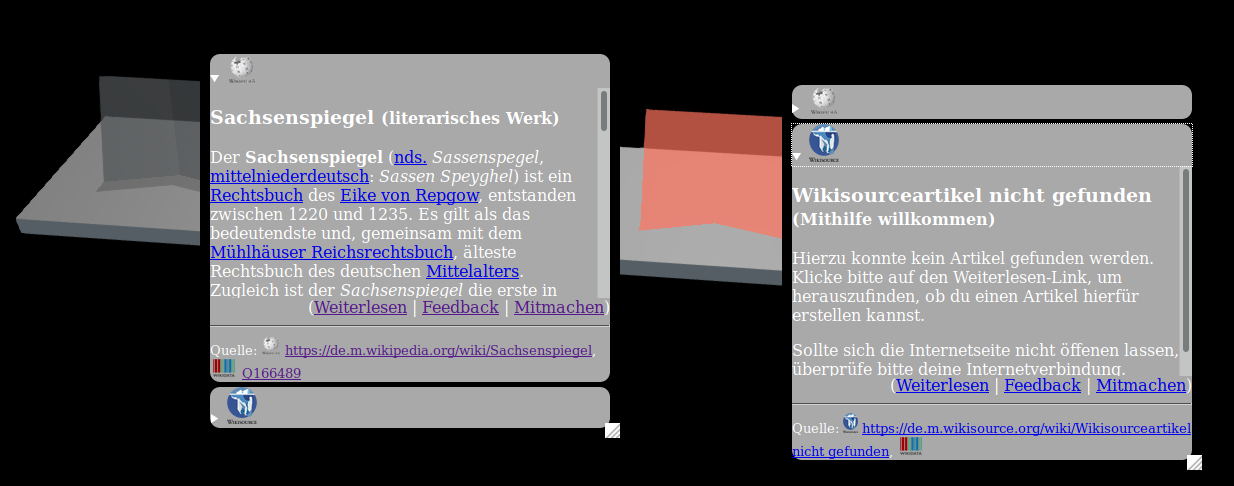 Sachsenspiegel (literarisches Werk)
Der Sachsenspiegel (nds. Sassenspegel,
mittelniederdeutsch: Sassen Speyghel) ist ein
Rechtsbuch des Eike von Repgow, entstanden
zwischen 1220 und 1235. Es gilt als das
bedeutendste und, gemeinsam mit dem
Mühlhäuser Reichsrechtsbuch, älteste
Rechtsbuch des deutschen Mittelalters.
Zugleich ist der Sachsenspiegel die erste in
(Weiterlesen | Feedback | Mitmachen)
Quelle: https://de.m.wikipedia.org/wiki/Sachsenspiegel,
WIKIDATA Q166489
WIKISOURCE
WIKISOURCE
Wikisourceartikel nicht gefunden
(Mithilfe willkommen)
Hierzu konnte kein Artikel gefunden werden.
Klicke bitte auf den Weiterlesen-Link, um
herauszufinden, ob du einen Artikel hierfür
erstellen kannst.
Sollte sich die Internetseite nicht öffenen lassen,
überprüfe bitte deine Internetverbindung.
(Weiterlesen | Feedback | Mitmachen)
Quelle: https://de.m.wikisource.org/wiki/Wikisourceartikel
nicht gefunden, WIKIDATA